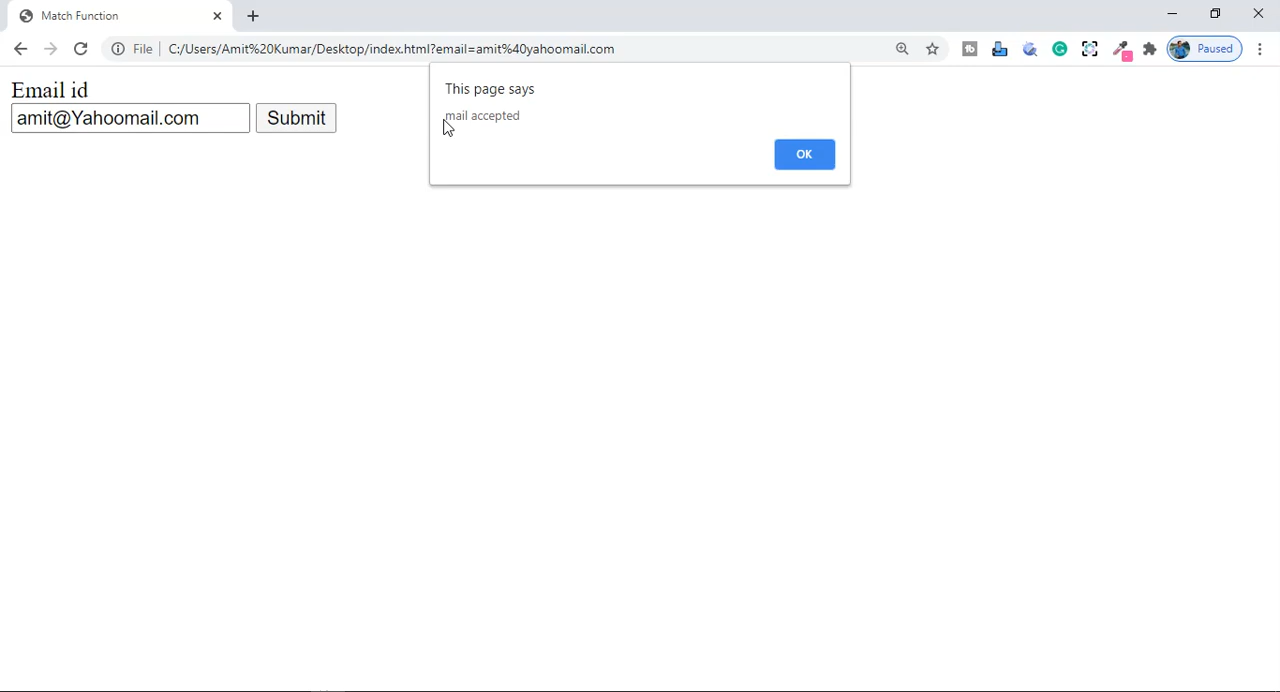 Match Function
File
C:/Users/Amit%20Kumar/Desktop/index.html?email=amit%40yahoomail.com
Paused
Email id
amit@Yahoomail.com
Submit
This page says
mail accepted
OK